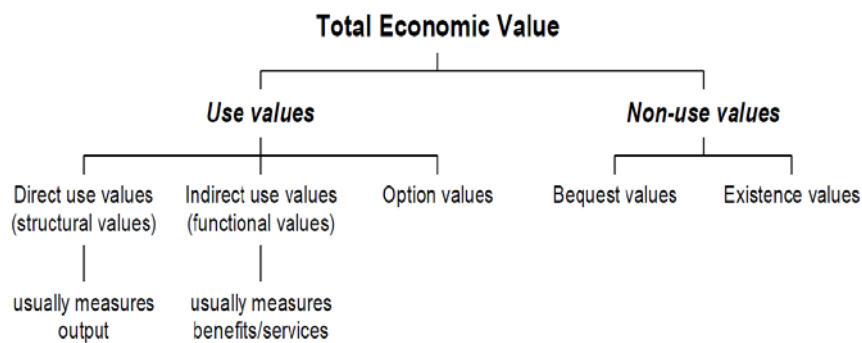 Total Economic Value
Use values
Non-use values
Direct use values
(structural values)
Indirect use values
(functional values)
Option values
Bequest values
Existence values
usually measures
output
usually measures
benefits/services